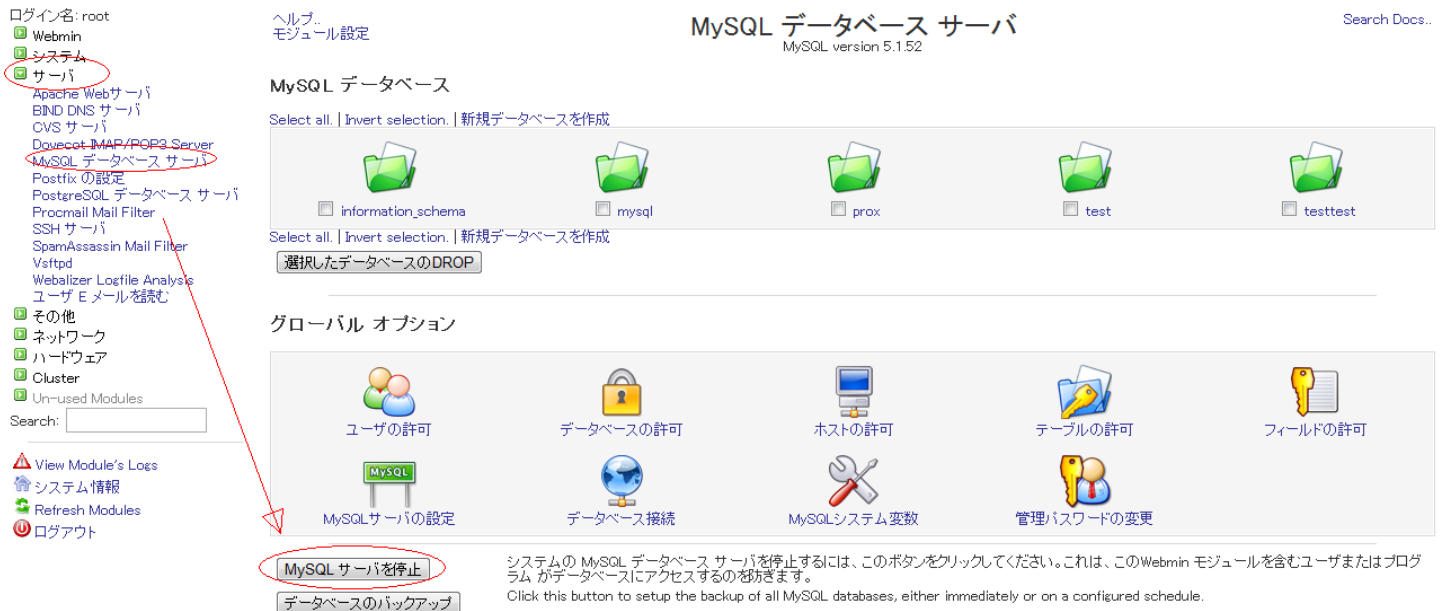 ログイン名: root
Webmin
システム
サーバ
Apache Webサーバ
BIND DNS サーバ
CVS サーバ
Dovecot IMAP/POP3 Server
MySQL データベース サーバ
Postfix の設定
PostgreSQL データベース サーバ
Procmail Mail Filter
SSH サーバ
SpamAssassin Mail Filter
Vsftpd
Webalizer Logfile Analysis
ユーザ E メールを読む
その他
ネットワーク
ハードウェア
Cluster
Un-used Modules
Search:
View Module's Logs
システム情報
Refresh Modules
ログアウト
ヘルプ..
モジュール設定
MySQL データベース サーバ
MySQL version 5.1.52
Search Docs..
MySQL データベース
Select all. | Invert selection. | 新規データベースを作成
information_schema
mysql
prox
test
testtest
Select all. | Invert selection. | 新規データベースを作成
選択したデータベースのDROP
グローバル オプション
ユーザの許可
データベースの許可
ホストの許可
テーブルの許可
フィールドの許可
MySQL
MySQLサーバの設定
データベース接続
MySQLシステム変数
管理パスワードの変更
MySQL サーバを停止
システムの MySQL データベース サーバを停止するには、このボタンをクリックしてください。これは、このWebmin モジュールを含むユーザまたはプログ
ラム がデータベースにアクセスするのを防ぎます。
データベースのバックアップ
Click this button to setup the backup of all MySQL databases, either immediately or on a configured schedule.